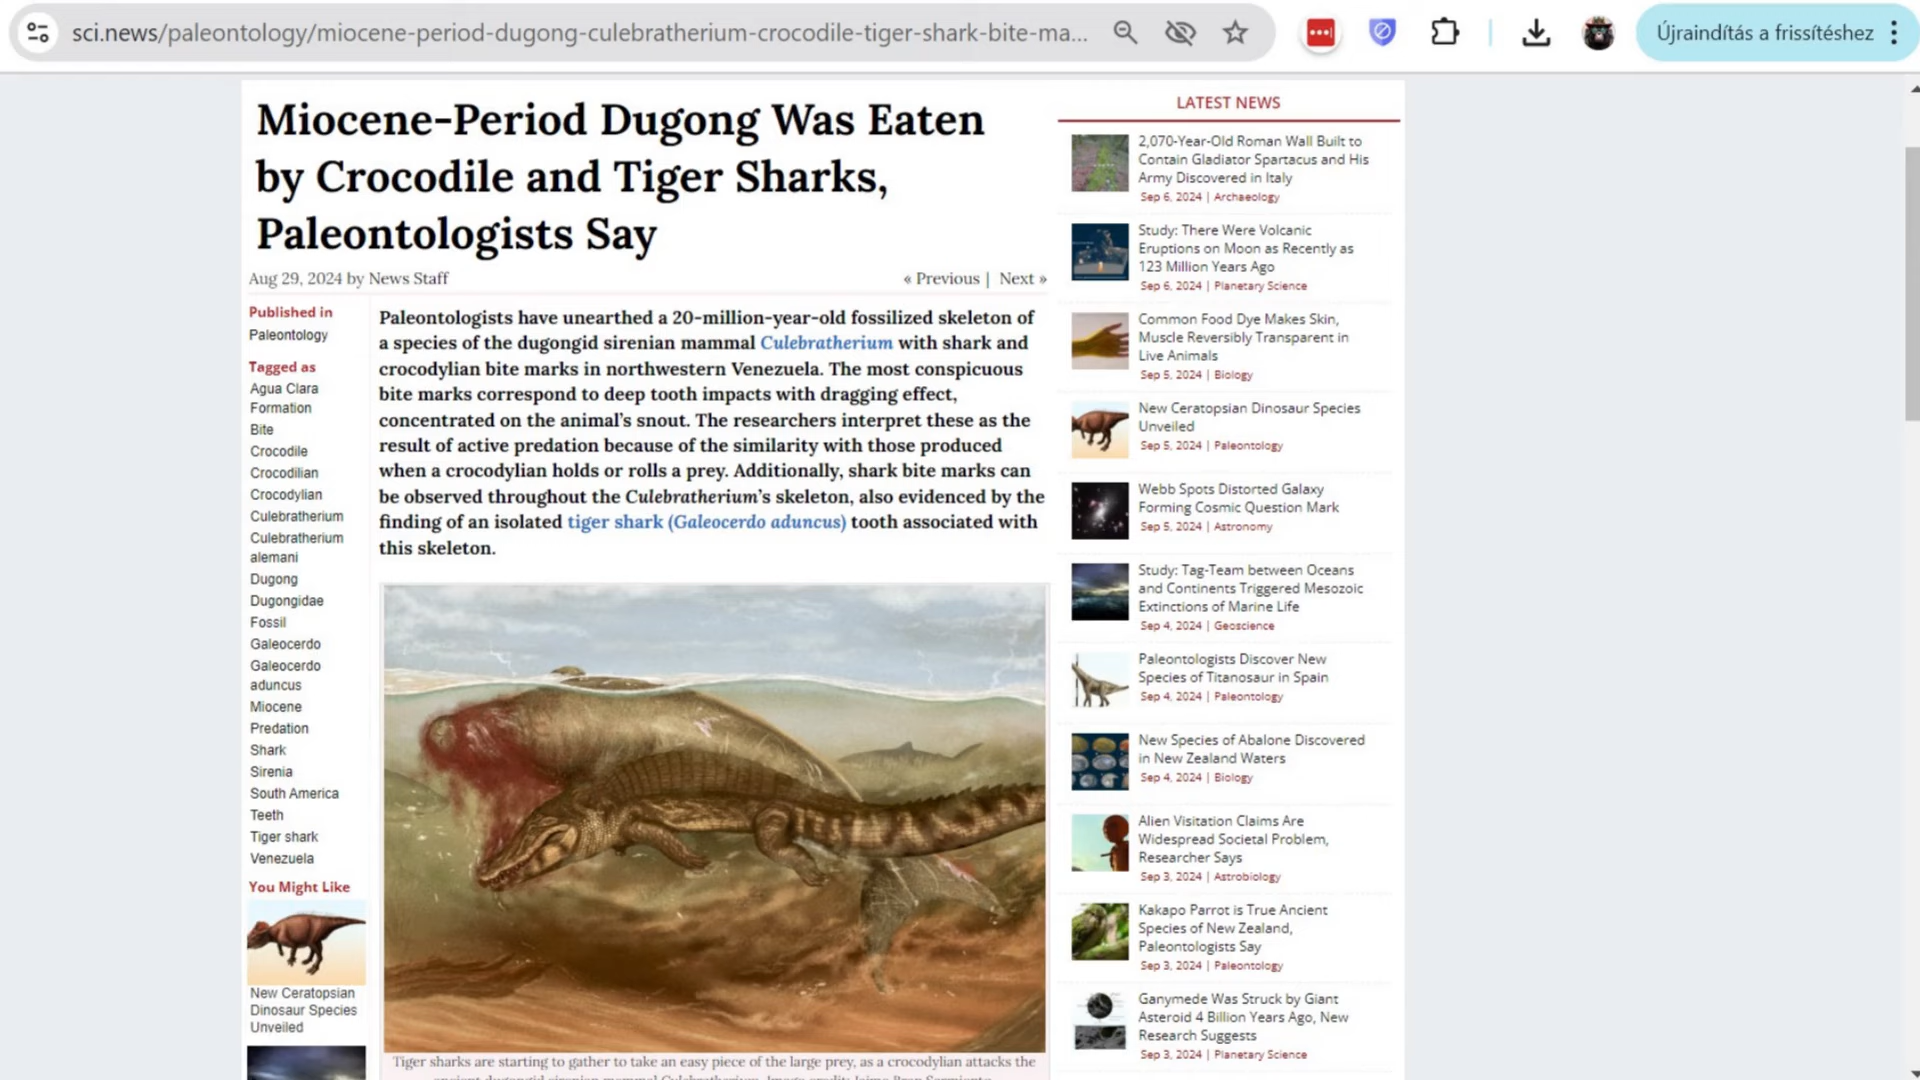 sci.news/paleontology/miocene-period-dugong-culebratherium-crocodile-tiger-shark-bite-ma...
Újraindítás a frissítéshez
Miocene-Period Dugong Was Eaten
by Crocodile and Tiger Sharks,
Paleontologists Say
Aug 29, 2024 by News Staff
« Previous | Next »
Published in
Paleontology
Tagged as
Agua Clara
Formation
Bite
Crocodile
Crocodilian
Crocodylian
Culebratherium
Culebratherium
alemani
Dugong
Dugongidae
Fossil
Galeocerdo
Galeocerdo
aduncus
Miocene
Predation
Shark
Sirenia
South America
Teeth
Tiger shark
Venezuela
You Might Like
New Ceratopsian
Dinosaur Species
Unveiled
Paleontologists have unearthed a 20-million-year-old fossilized skeleton of
a species of the dugongid sirenian mammal Culebratherium with shark and
crocodylian bite marks in northwestern Venezuela. The most conspicuous
bite marks correspond to deep tooth impacts with dragging effect,
concentrated on the animal's snout. The researchers interpret these as the
result of active predation because of the similarity with those produced
when a crocodylian holds or rolls a prey. Additionally, shark bite marks can
be observed throughout the Culebratherium's skeleton, also evidenced by the
finding of an isolated tiger shark (Galeocerdo aduncus) tooth associated with
this skeleton.
Tiger sharks are starting to gather to take an easy piece of the large prey, as a crocodylian attacks the
LATEST NEWS
2,070-Year-Old Roman Wall Built to
Contain Gladiator Spartacus and His
Army Discovered in Italy
Sep 6, 2024 | Archaeology
Study: There Were Volcanic
Eruptions on Moon as Recently as
123 Million Years Ago
Sep 6, 2024 | Planetary Science
Common Food Dye Makes Skin,
Muscle Reversibly Transparent in
Live Animals
Sep 5, 2024 | Biology
New Ceratopsian Dinosaur Species
Unveiled
Sep 5, 2024 | Paleontology
Webb Spots Distorted Galaxy
Forming Cosmic Question Mark
Sep 5, 2024 | Astronomy
Study: Tag-Team between Oceans
and Continents Triggered Mesozoic
Extinctions of Marine Life
Sep 4, 2024 | Geoscience
Paleontologists Discover New
Species of Titanosaur in Spain
Sep 4, 2024 | Paleontology
New Species of Abalone Discovered
in New Zealand Waters
Sep 4, 2024 | Biology
Alien Visitation Claims Are
Widespread Societal Problem,
Researcher Says
Sep 3, 2024 | Astrobiology
Kakapo Parrot is True Ancient
Species of New Zealand,
Paleontologists Say
Sep 3, 2024 | Paleontology
Ganymede Was Struck by Giant
Asteroid 4 Billion Years Ago, New
Research Suggests
Sep 3, 2024 | Planetary Science